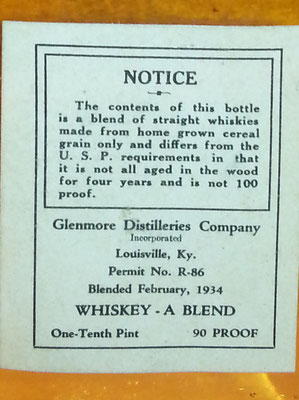 NOTICE
The contents of this bottle
is a blend of straight whiskies
made from home grown cereal
grain only and differs from the
U. S. P. requirements in that
it is not all aged in the wood
for four years and is not 100
proof.
Glenmore Distilleries Company
Incorporated
Louisville, Ky.
Permit No. R-86
Blended February, 1934
WHISKEY - A BLEND
One-Tenth Pint 90 PROOF